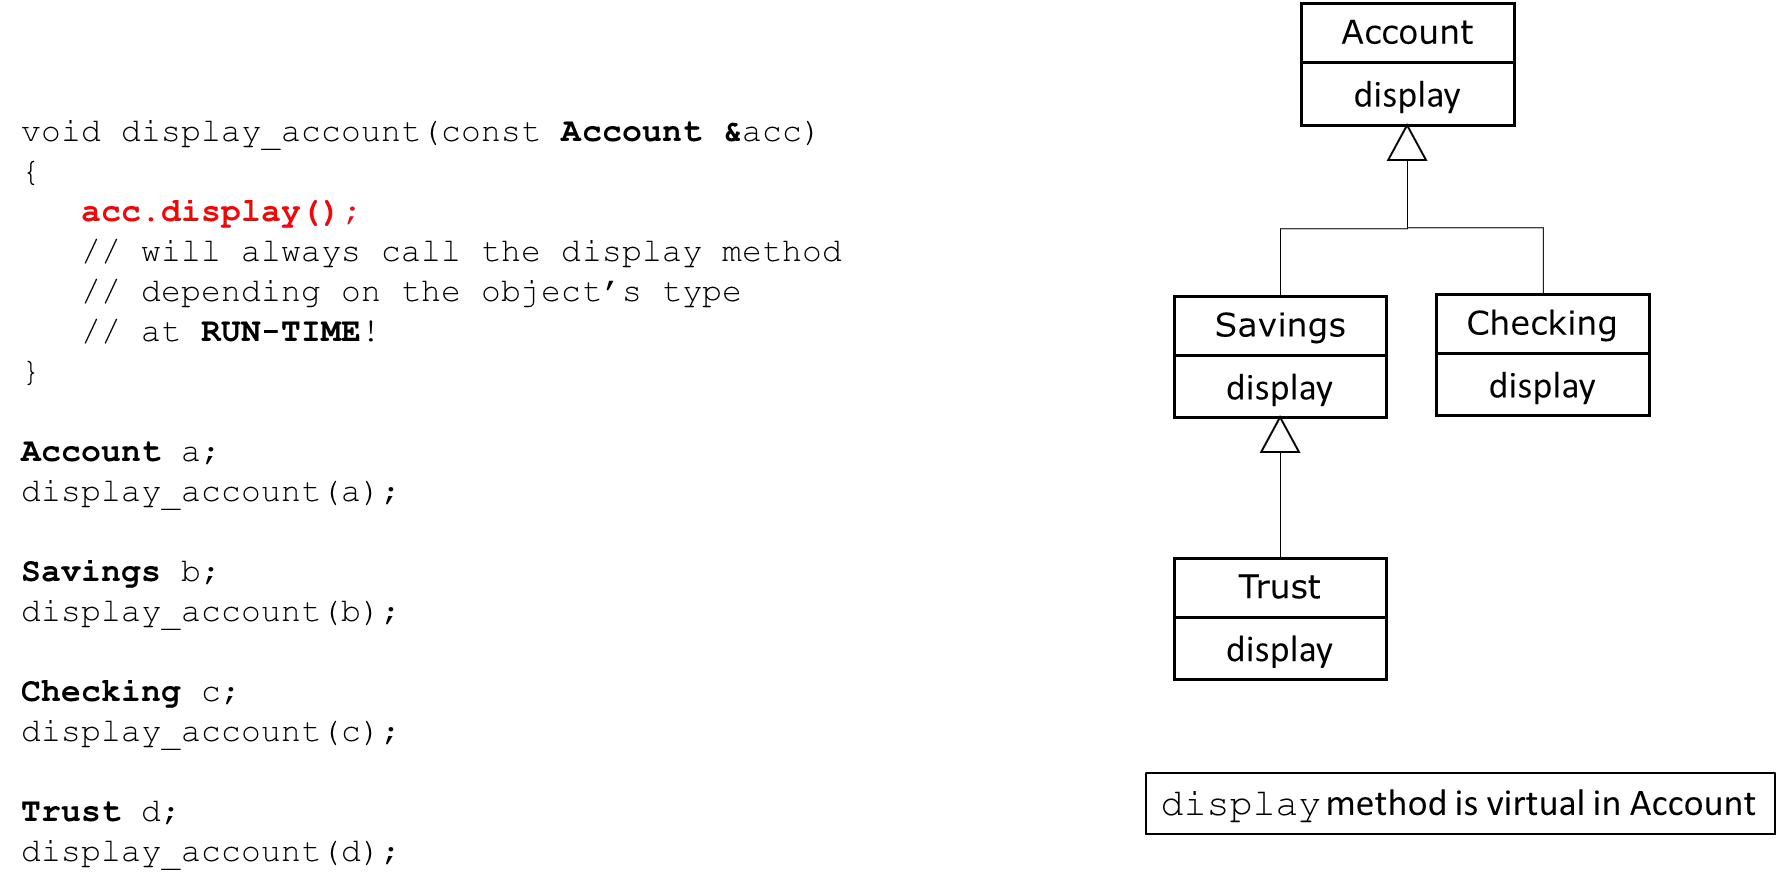 void display_account(const Account &acc)
{
acc.display();
// will always call the display method
// depending on the object’s type
// at RUN-TIME!
}
Account a;
display_account(a);
Savings b;
display_account(b);
Checking c;
display_account(c);
Trust d;
display_account(d);
Account
display
Savings
display
Checking
display
Trust
display
display method is virtual in Account